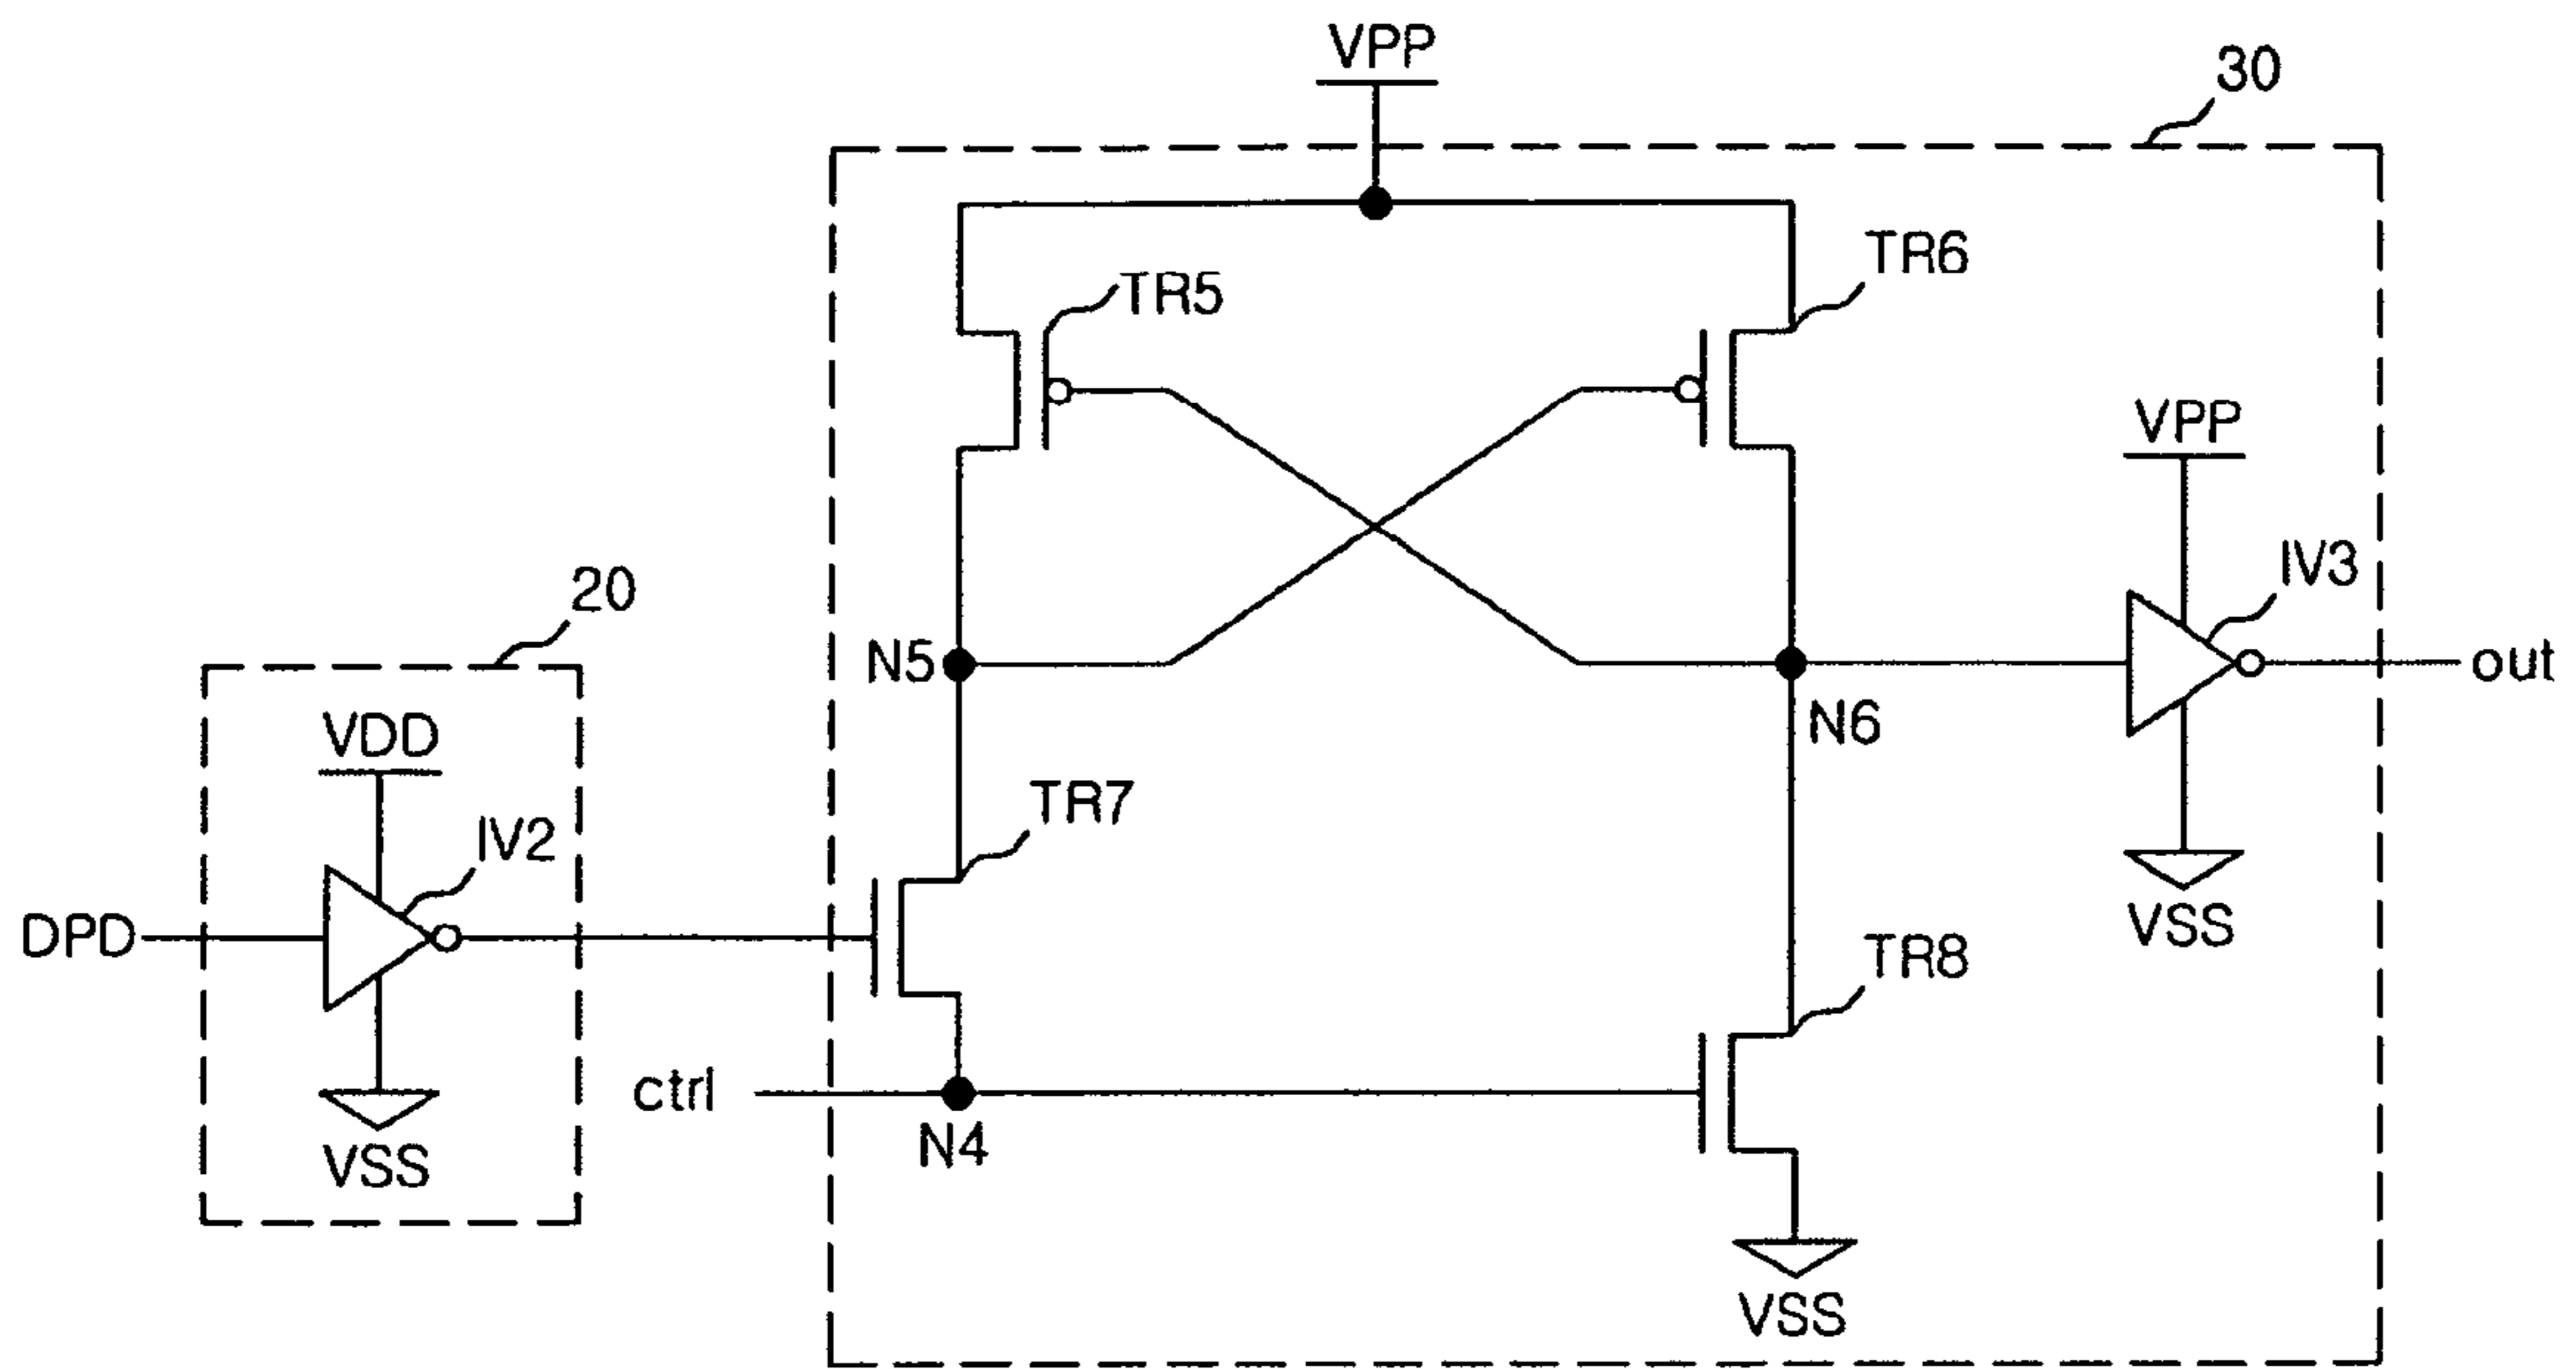 VPP
30
TR6
TR5
VPP
IV3
20
N5
out
N6
VDD
TR7
IV2
DPD
VSS
TR8
ctrl
N4
VSS
VSS